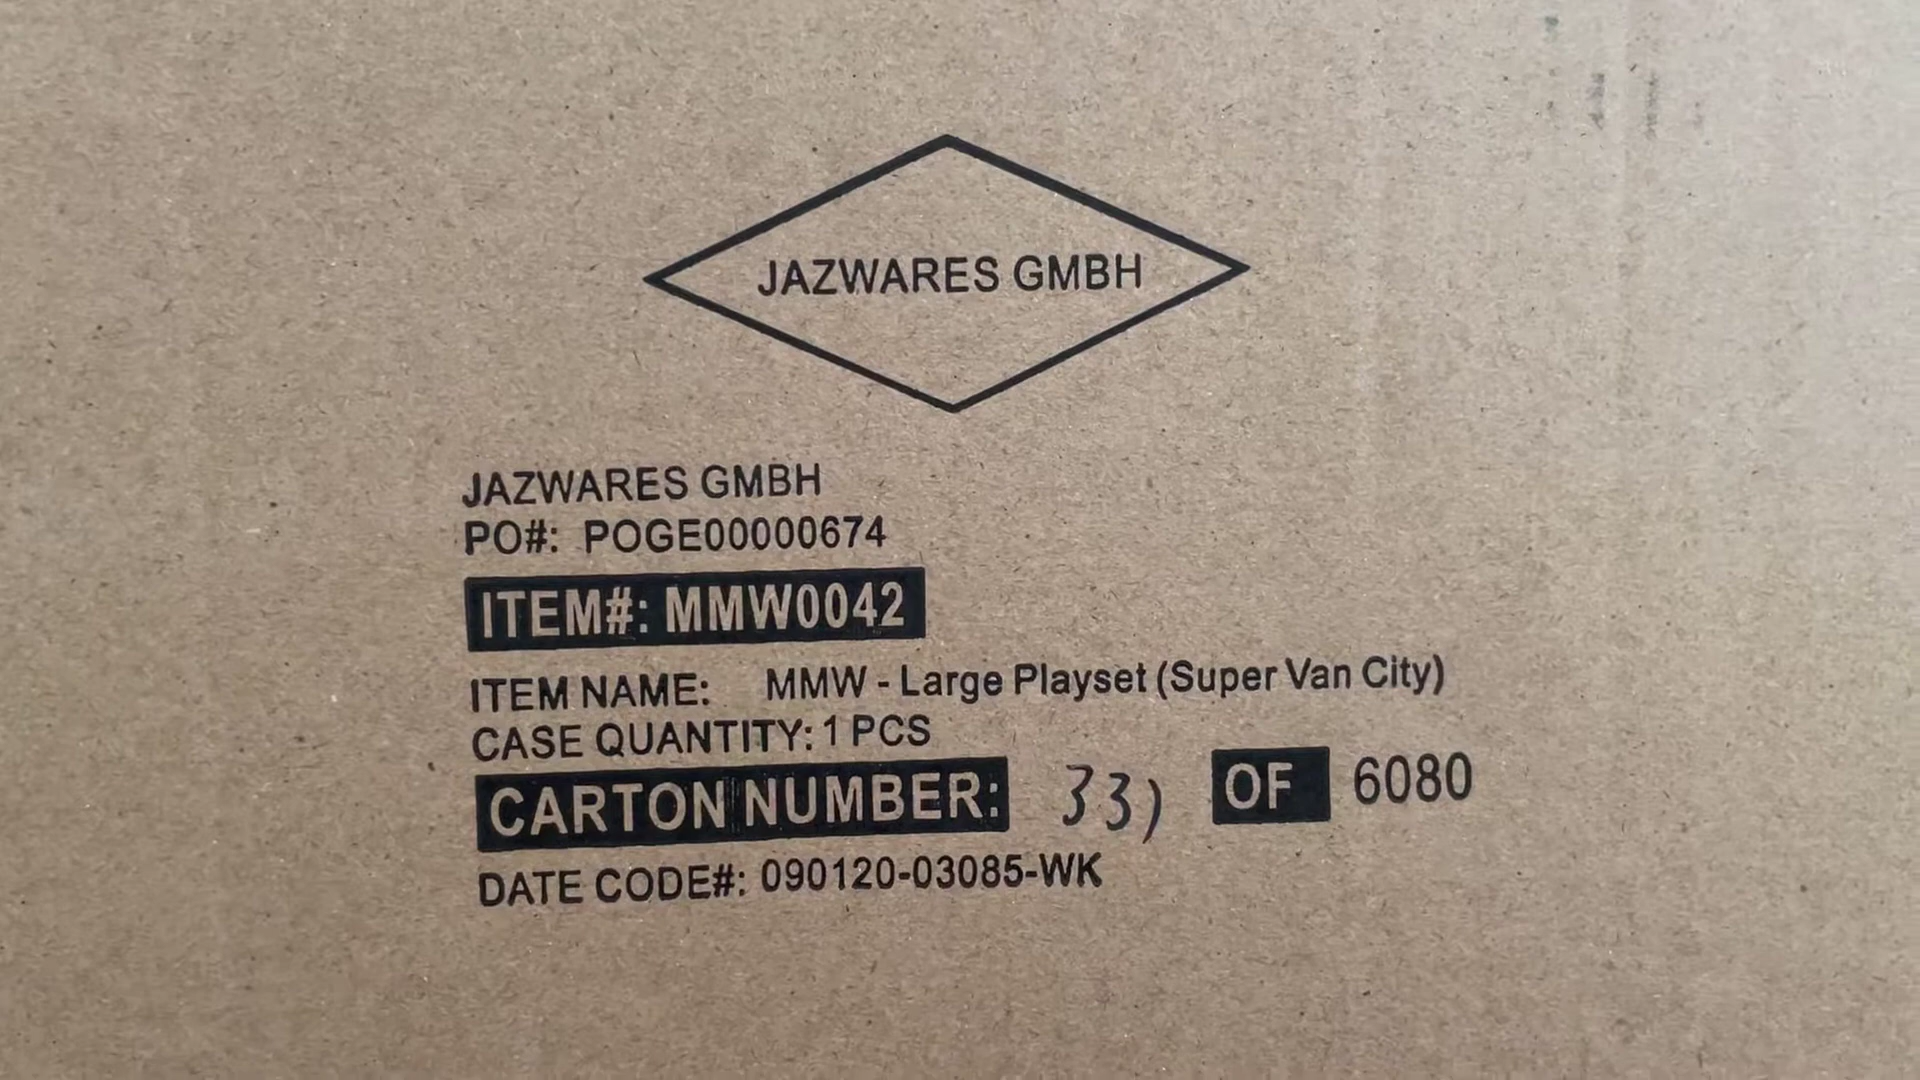 JAZWARES GMBH
JAZWARES GMBH
PO#: POGE00000674
ITEM#: MMW0042
ITEM NAME: MMW - Large Playset (Super Van City)
CASE QUANTITY: 1 PCS
CARTON NUMBER: OF 6080
DATE CODE#: 090120-03085-WK